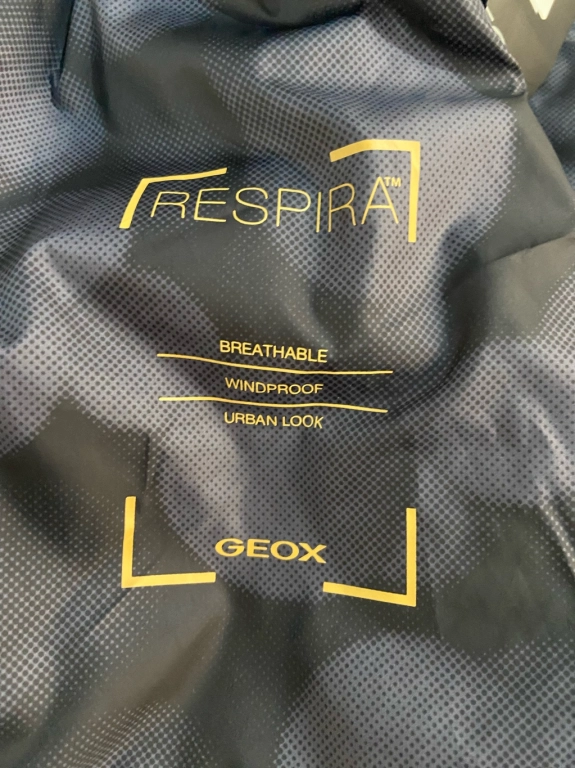 RESPIRA™
BREATHABLE
WINDPROOF
URBAN LOOK
GEOX